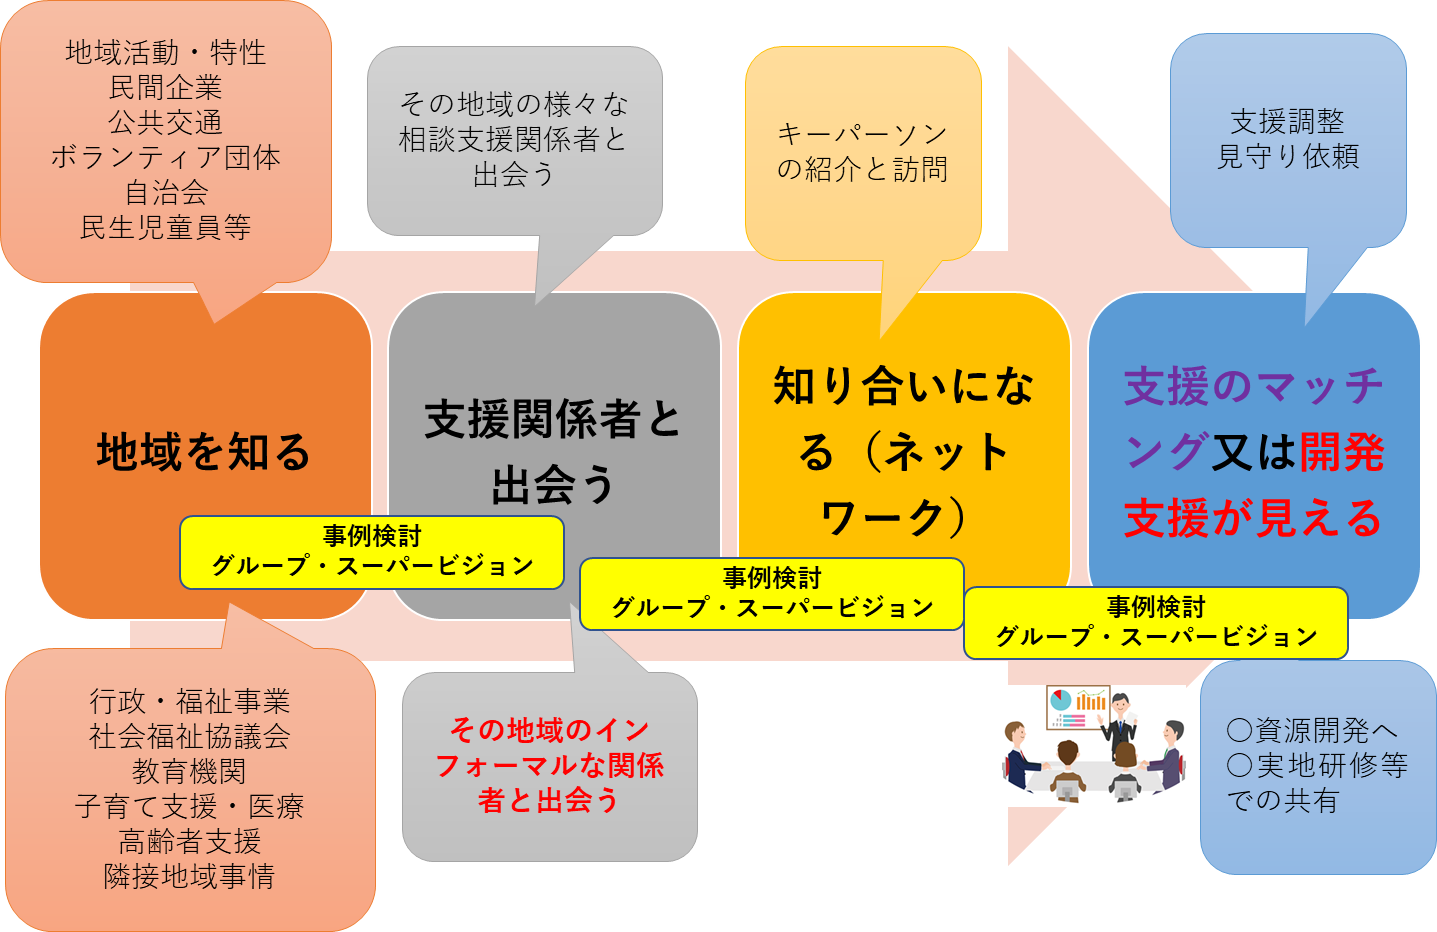 地域活動・特性
民間企業
公共交通
ボランティア団体
自治会
民生児童員等
その地域の様々な
相談支援関係者と
出会う
キーパーソン
の紹介と訪問
支援調整
見守り依頼
地域を知る
支援関係者と
出会う
知り合いにな
る（ネット
ワーク）
支援のマッチ
ング又は開発
支援が見える
事例検討
グループ・スーパービジョン
事例検討
グループ・スーパービジョン
事例検討
グループ・スーパービジョン
行政・福祉事業
社会福祉協議会
教育機関
子育て支援・医療
高齢者支援
隣接地域事情
その地域のイン
フォーマルな関係
者と出会う
〇資源開発へ
〇実地研修等
での共有